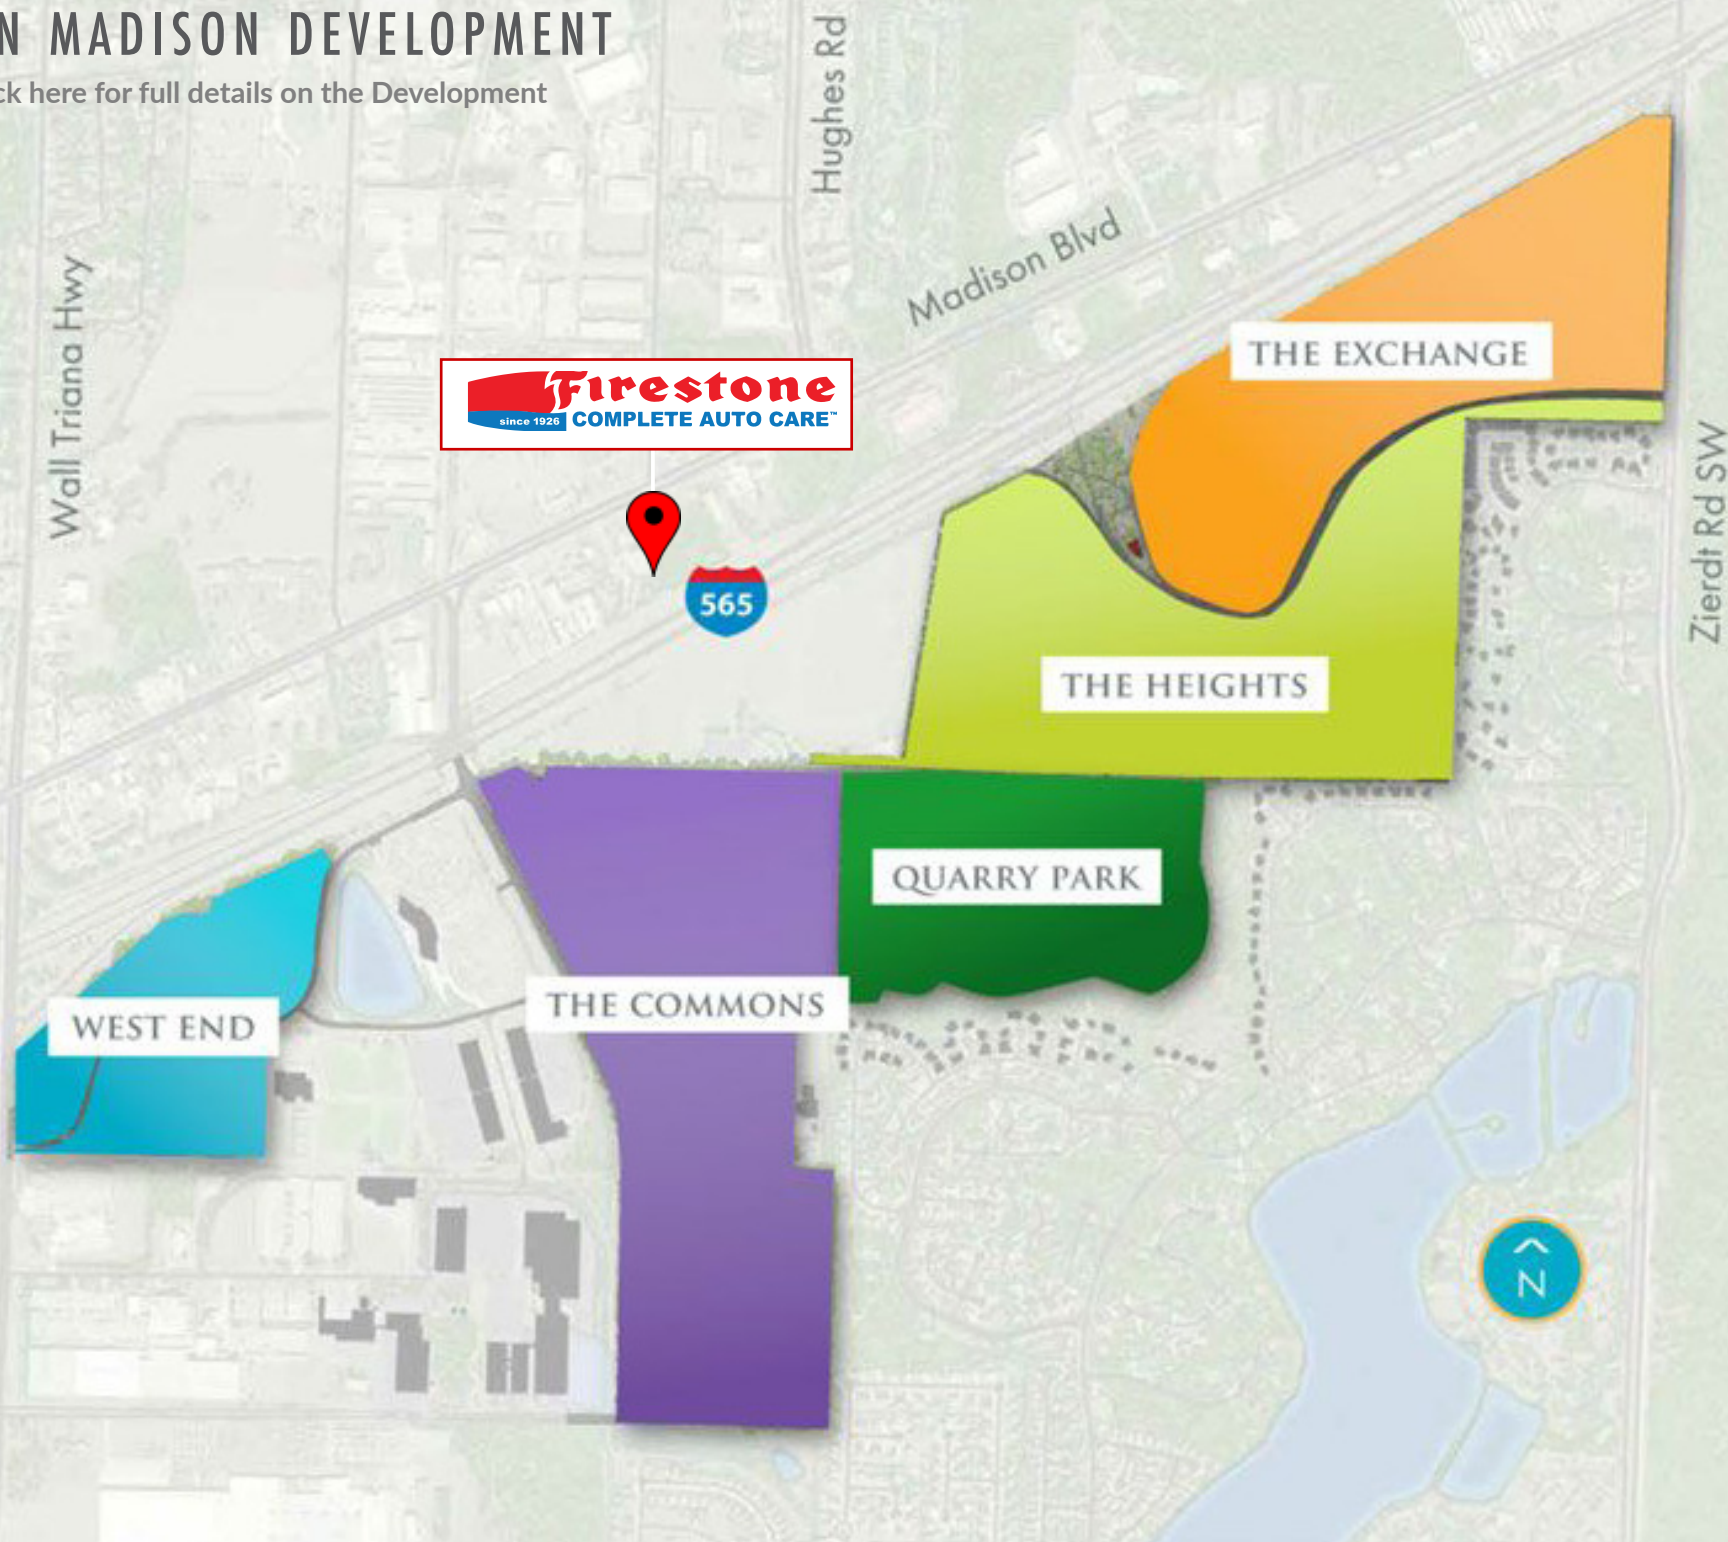 N MADISON DEVELOPMENT
ck here for full details on the Development
Hughes Rd
Madison Blvd
Wall Triana Hwy
THE EXCHANGE
Firestone
since 1926 COMPLETE AUTO CARE™
Zierdt Rd SW
565
THE HEIGHTS
QUARRY PARK
THE COMMONS
WEST END
N